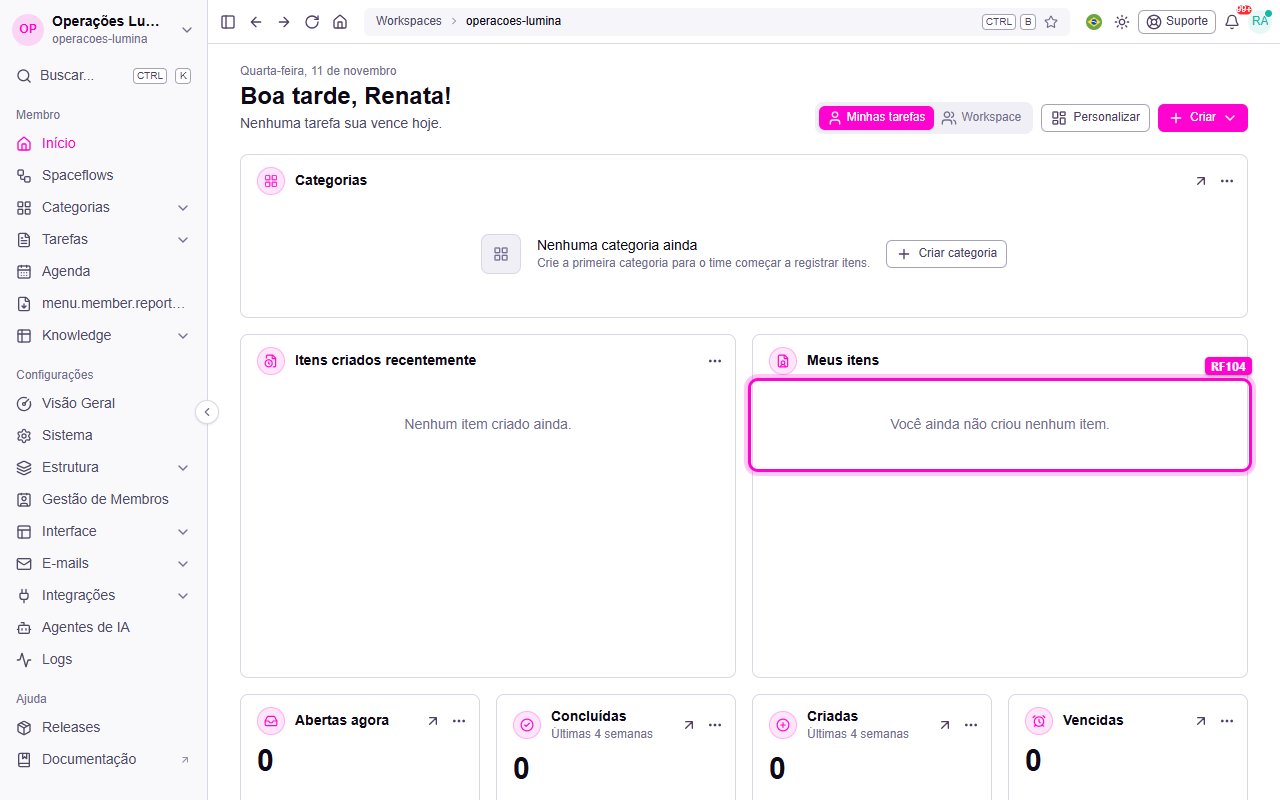 OP
Operações Lu...
operacoes-lumina
Buscar... CTRL K
Membro
Início
Spaceflows
Categorias
Tarefas
Agenda
menu.member.report...
Knowledge
Configurações
Visão Geral
Sistema
Estrutura
Gestão de Membros
Interface
E-mails
Integrações
Agentes de IA
Logs
Ajuda
Releases
Documentação
Workspaces > operacoes-lumina
CTRL B
Suporte
99+
RA
Quarta-feira, 11 de novembro
Boa tarde, Renata!
Nenhuma tarefa sua vence hoje.
Minhas tarefas
Workspace
Personalizar
Criar
Categorias
Nenhuma categoria ainda
Crie a primeira categoria para o time começar a registrar itens.
Criar categoria
Itens criados recentemente
Nenhum item criado ainda.
Meus itens
RF104
Você ainda não criou nenhum item.
Abertas agora
0
Concluídas
Últimas 4 semanas
0
Criadas
Últimas 4 semanas
0
Vencidas
0